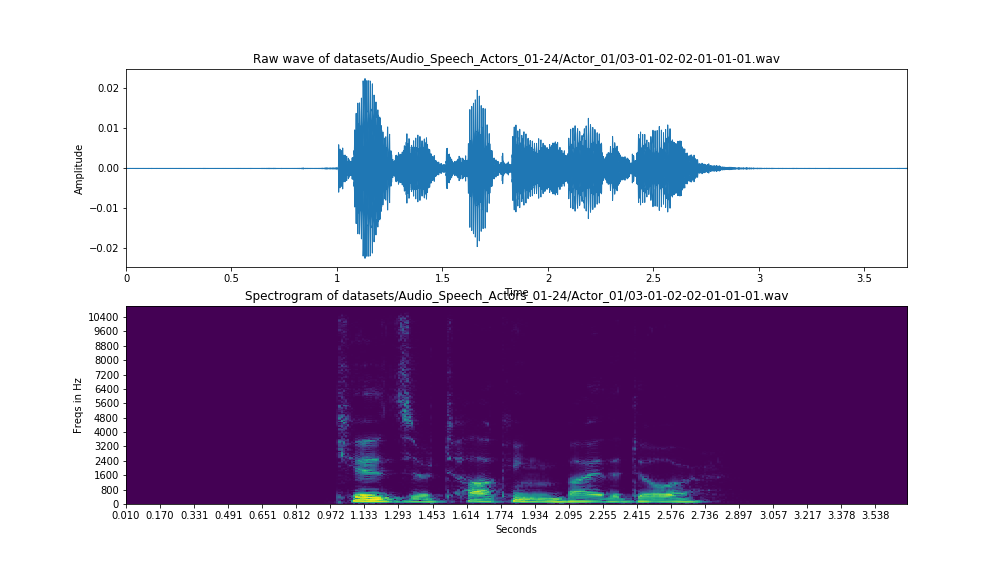 Raw wave of datasets/Audio_Speech_Actors_01-24/Actor_01/03-01-02-02-01-01-01.wav
0.02
0.01
0.00
−0.01
−0.02
Amplitude
0 0.5 1 1.5 2 2.5 3 3.5
Time
Spectrogram of datasets/Audio_Speech_Actors_01-24/Actor_01/03-01-02-02-01-01-01.wav
10400
9600
8800
8000
7200
6400
5600
4800
4000
3200
2400
1600
800
0
Freqs in Hz
0.010 0.170 0.331 0.491 0.651 0.812 0.972 1.133 1.293 1.453 1.614 1.774 1.934 2.095 2.255 2.415 2.576 2.736 2.897 3.057 3.217 3.378 3.538
Seconds